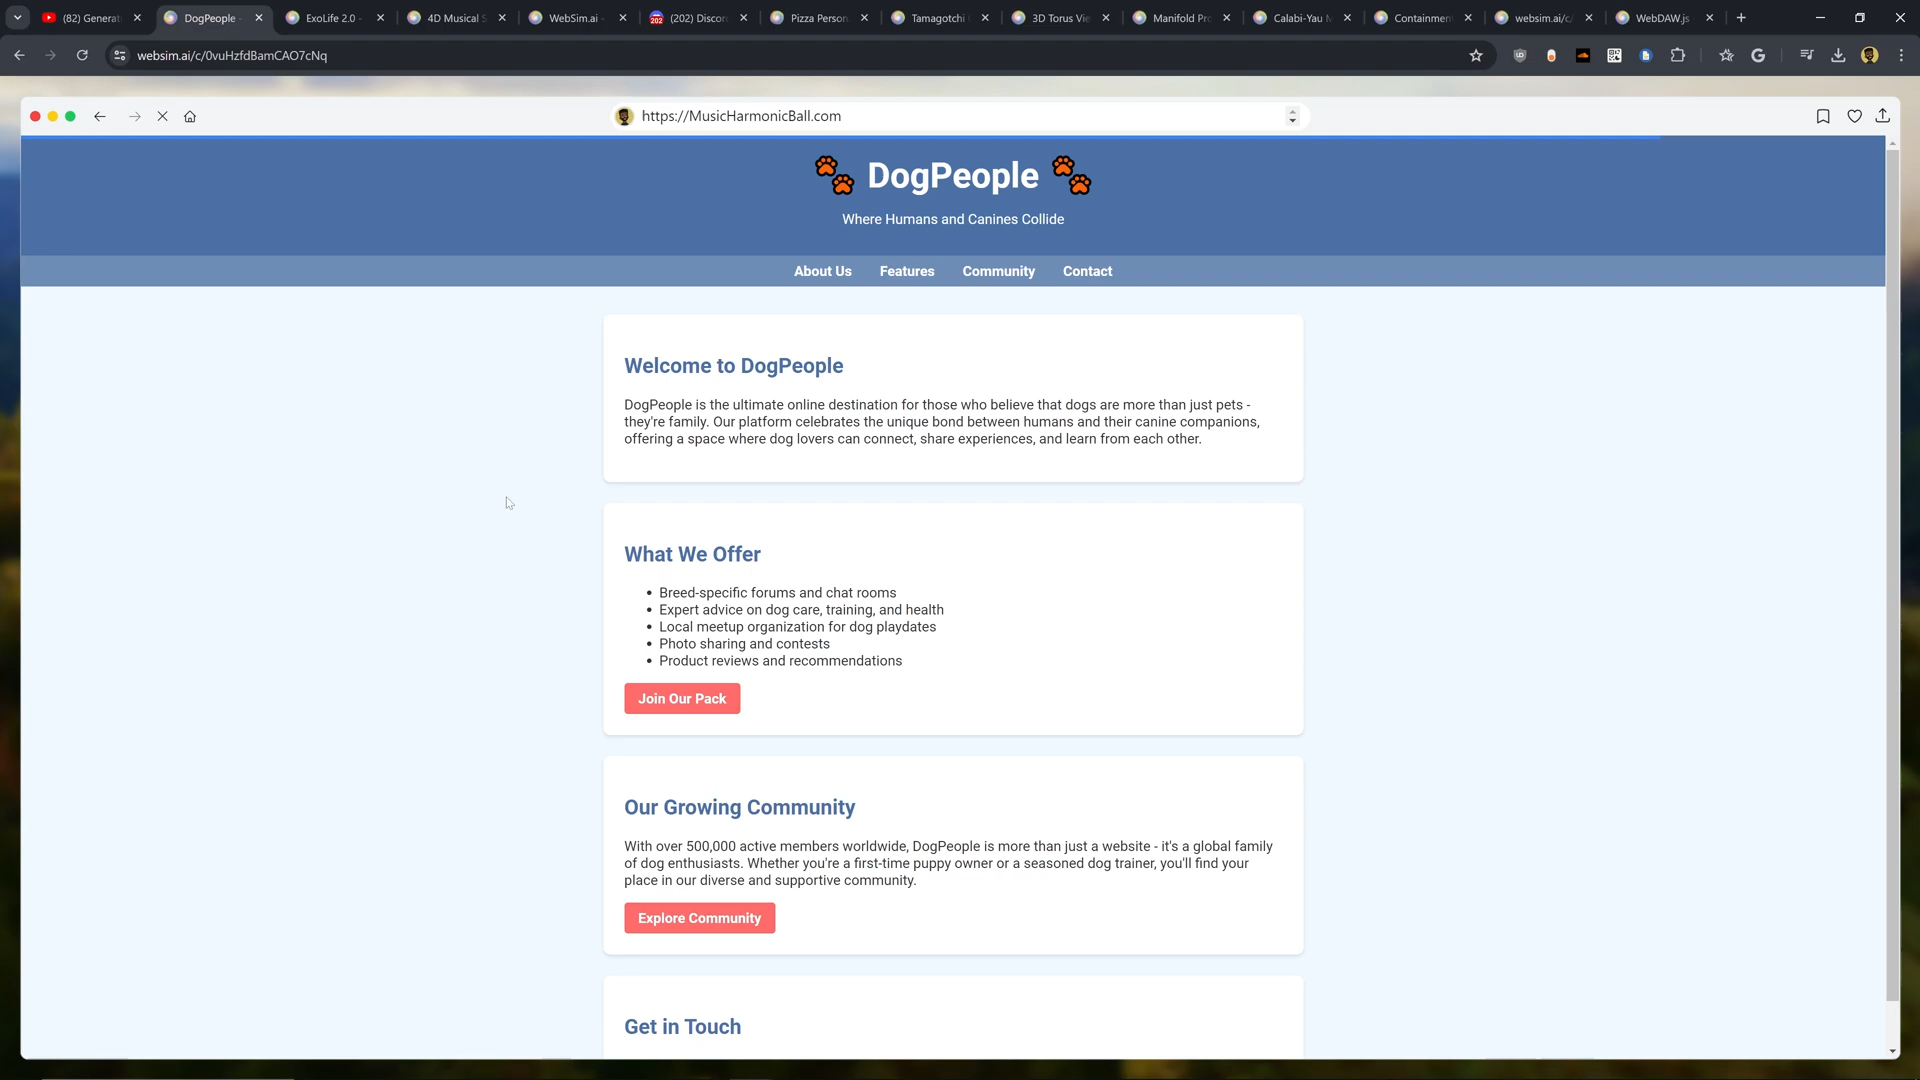 (82) Generat
DogPeople -
ExoLife 2.0 -
4D Musical S
WebSim.ai -
202
(202) Discor
Pizza Person
Tamagotchi
3D Torus Vie
Manifold Pr
Calabi-Yau M
Containmen
websim.ai/c/
WebDAW.js
websim.ai/c/0vuHzfdBamCAO7cNq
https://MusicHarmonicBall.com
DogPeople
Where Humans and Canines Collide
About Us
Features
Community
Contact
Welcome to DogPeople
DogPeople is the ultimate online destination for those who believe that dogs are more than just pets -
they're family. Our platform celebrates the unique bond between humans and their canine companions,
offering a space where dog lovers can connect, share experiences, and learn from each other.
What We Offer
• Breed-specific forums and chat rooms
• Expert advice on dog care, training, and health
• Local meetup organization for dog playdates
• Photo sharing and contests
• Product reviews and recommendations
Join Our Pack
Our Growing Community
With over 500,000 active members worldwide, DogPeople is more than just a website - it's a global family
of dog enthusiasts. Whether you're a first-time puppy owner or a seasoned dog trainer, you'll find your
place in our diverse and supportive community.
Explore Community
Get in Touch